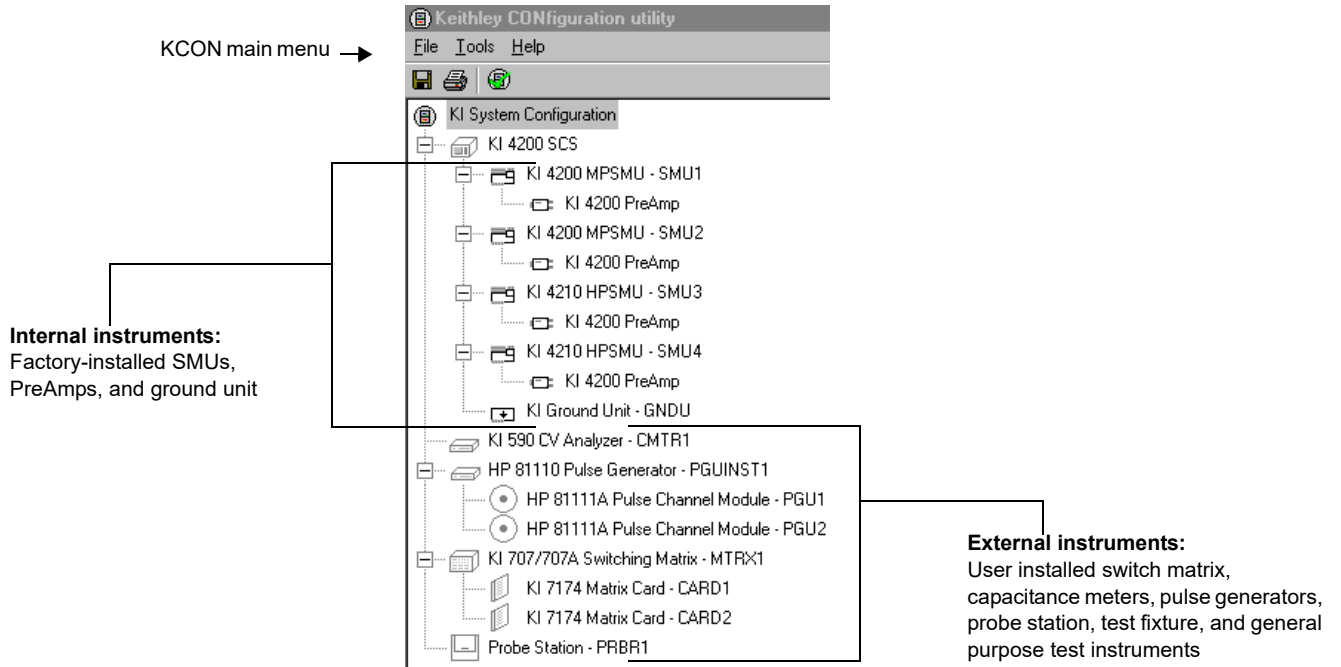 Keithley CONfiguration utility
KCON main menu
File Tools Help
KI System Configuration
KI 4200 SCS
KI 4200 MPSMU - SMU1
KI 4200 PreAmp
KI 4200 MPSMU - SMU2
KI 4200 PreAmp
KI 4210 HPSMU - SMU3
KI 4200 PreAmp
KI 4210 HPSMU - SMU4
KI 4200 PreAmp
KI Ground Unit - GNDU
KI 590 CV Analyzer - CMTR1
HP 81110 Pulse Generator - PGUINST1
HP 81111A Pulse Channel Module - PGU1
HP 81111A Pulse Channel Module - PGU2
KI 707/707A Switching Matrix - MTRX1
KI 7174 Matrix Card - CARD1
KI 7174 Matrix Card - CARD2
Probe Station - PRBR1
Internal instruments:
Factory-installed SMUs,
PreAmps, and ground unit
External instruments:
User installed switch matrix,
capacitance meters, pulse generators,
probe station, test fixture, and general
purpose test instruments